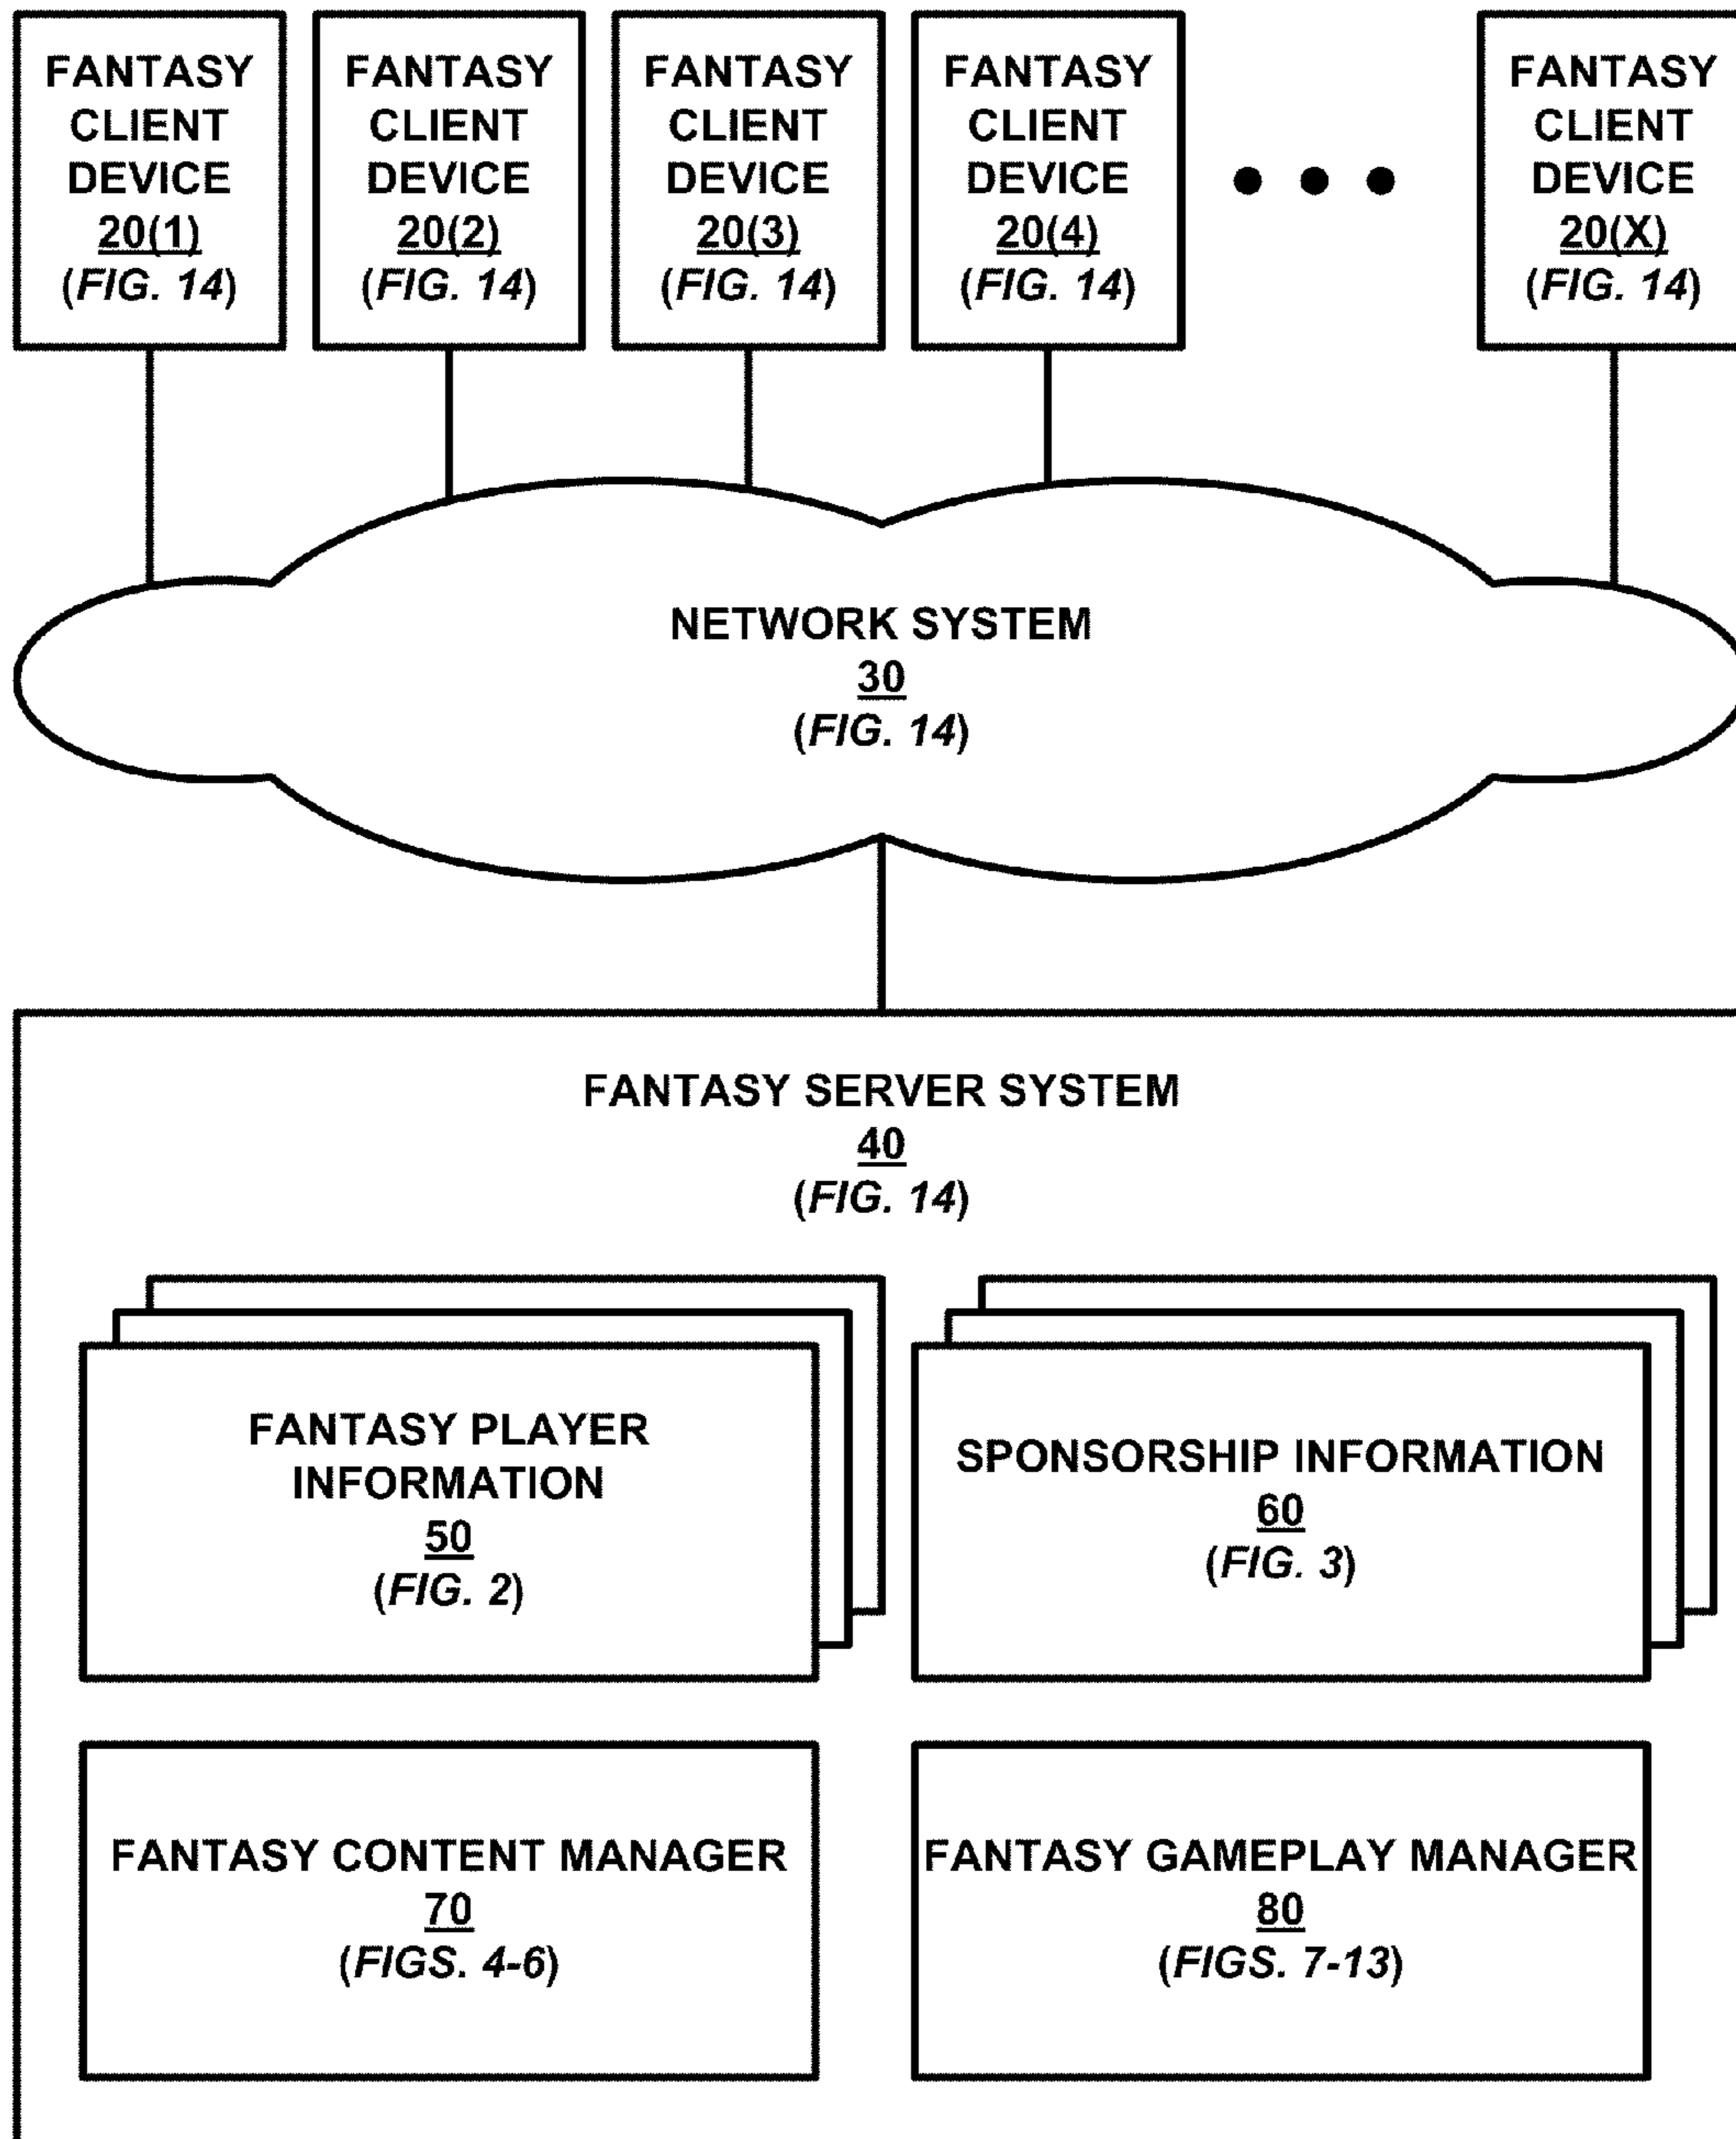 FANTASY
CLIENT
DEVICE
20(1)
(FIG. 14)
FANTASY
CLIENT
DEVICE
20(2)
(FIG. 14)
FANTASY
CLIENT
DEVICE
20(3)
(FIG. 14)
FANTASY
CLIENT
DEVICE
20(4)
(FIG. 14)
FANTASY
CLIENT
DEVICE
20(X)
(FIG. 14)
NETWORK SYSTEM
30
(FIG. 14)
FANTASY SERVER SYSTEM
40
(FIG. 14)
FANTASY PLAYER
INFORMATION
50
(FIG. 2)
SPONSORSHIP INFORMATION
60
(FIG. 3)
FANTASY CONTENT MANAGER
70
(FIGS. 4-6)
FANTASY GAMEPLAY MANAGER
80
(FIGS. 7-13)